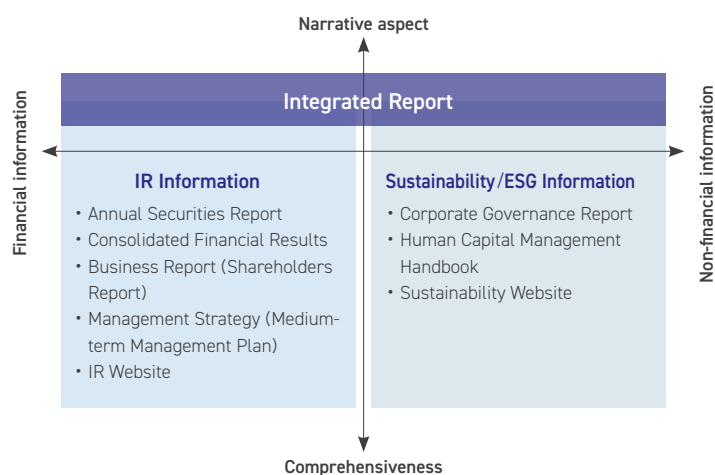 Narrative aspect
Integrated Report
Financial information
Non-financial information
IR Information
• Annual Securities Report
• Consolidated Financial Results
• Business Report (Shareholders
Report)
• Management Strategy (Medium-
term Management Plan)
• IR Website
Sustainability/ESG Information
• Corporate Governance Report
• Human Capital Management
Handbook
• Sustainability Website
Comprehensiveness